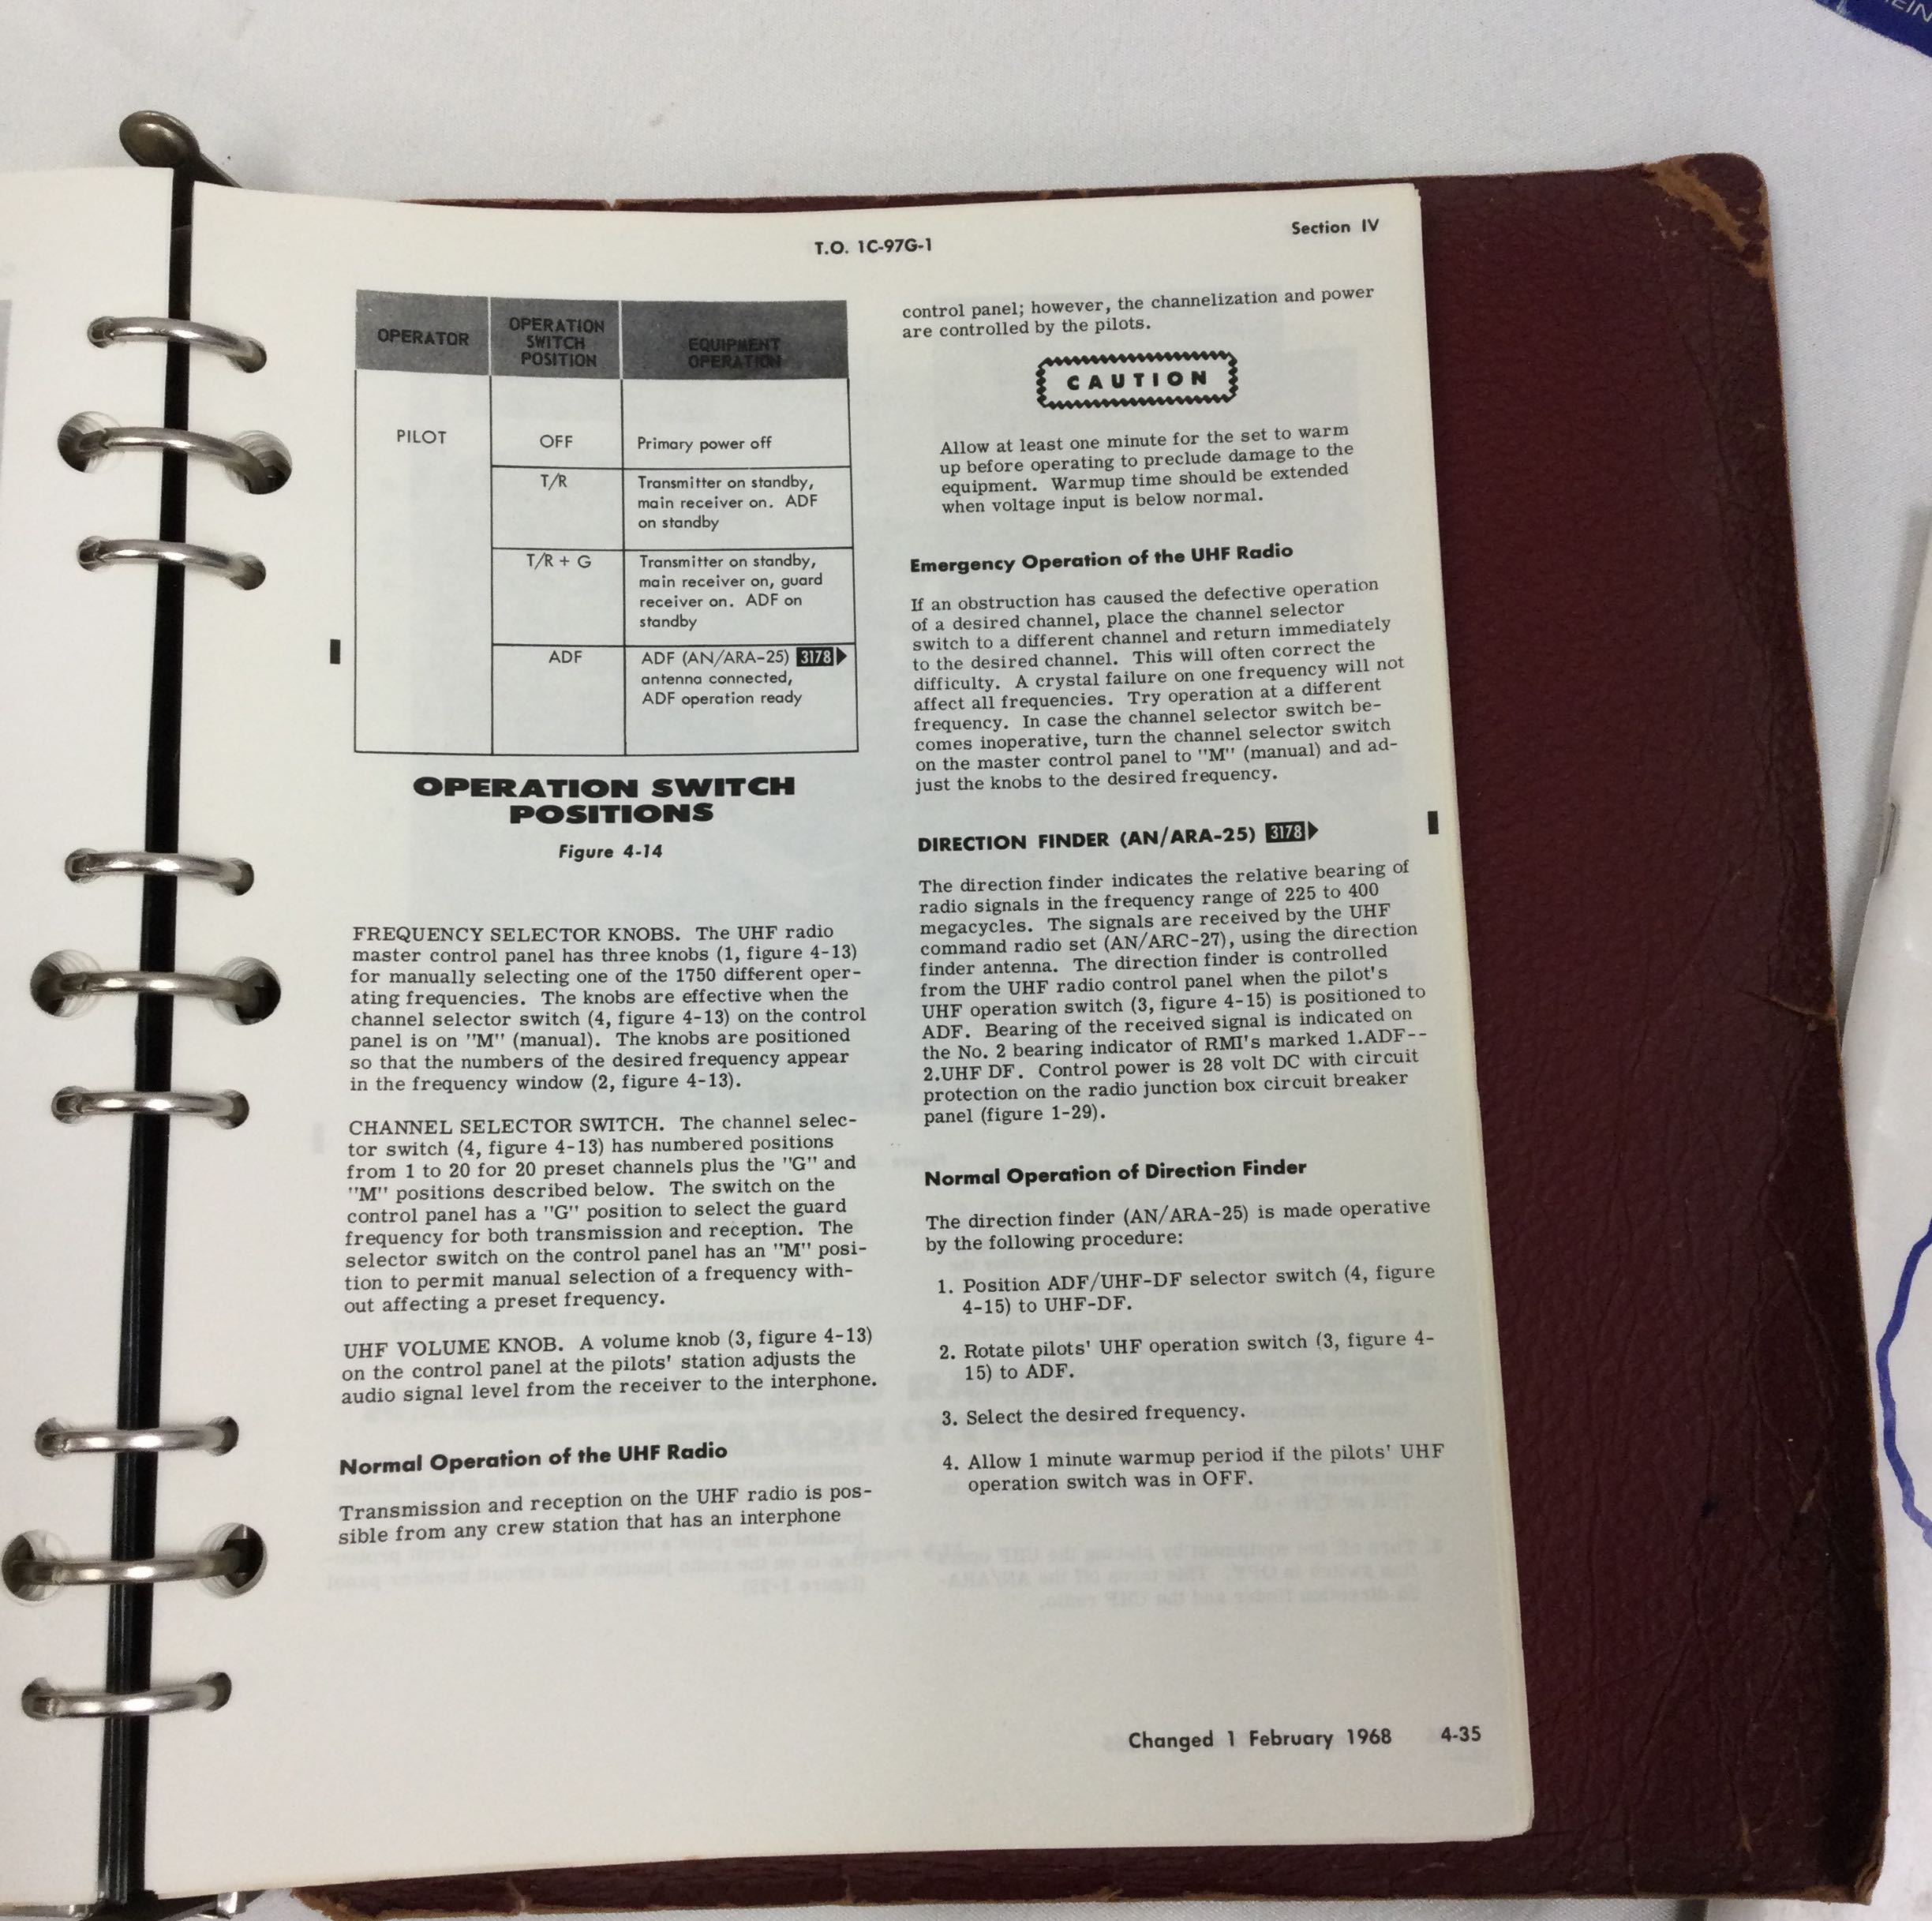 T.O. 1C-97G-1
Section IV
OPERATOR
OPERATION
SWITCH
POSITION
EQUIPMENT
OPERATION
PILOT
OFF
Primary power off
T/R
Transmitter on standby,
main receiver on. ADF
on standby
T/R + G
Transmitter on standby,
main receiver on, guard
receiver on. ADF on
standby
ADF
ADF (AN/ARA-25) 3178
antenna connected,
ADF operation ready
OPERATION SWITCH
POSITIONS
Figure 4-14
FREQUENCY SELECTOR KNOBS. The UHF radio
master control panel has three knobs (1, figure 4-13)
for manually selecting one of the 1750 different oper-
ating frequencies. The knobs are effective when the
channel selector switch (4, figure 4-13) on the control
panel is on "M" (manual). The knobs are positioned
so that the numbers of the desired frequency appear
in the frequency window (2, figure 4-13).
CHANNEL SELECTOR SWITCH. The channel selec-
tor switch (4, figure 4-13) has numbered positions
from 1 to 20 for 20 preset channels plus the "G" and
"M" positions described below. The switch on the
control panel has a "G" position to select the guard
frequency for both transmission and reception. The
selector switch on the control panel has an "M" posi-
tion to permit manual selection of a frequency with-
out affecting a preset frequency.
UHF VOLUME KNOB. A volume knob (3, figure 4-13)
on the control panel at the pilots' station adjusts the
audio signal level from the receiver to the interphone.
Normal Operation of the UHF Radio
Transmission and reception on the UHF radio is pos-
sible from any crew station that has an interphone
control panel; however, the channelization and power
are controlled by the pilots.
CAUTION
Allow at least one minute for the set to warm
up before operating to preclude damage to the
equipment. Warmup time should be extended
when voltage input is below normal.
Emergency Operation of the UHF Radio
If an obstruction has caused the defective operation
of a desired channel, place the channel selector
switch to a different channel and return immediately
to the desired channel. This will often correct the
difficulty. A crystal failure on one frequency will not
affect all frequencies. Try operation at a different
frequency. In case the channel selector switch be-
comes inoperative, turn the channel selector switch
on the master control panel to "M" (manual) and ad-
just the knobs to the desired frequency.
DIRECTION FINDER (AN/ARA-25) 3178
The direction finder indicates the relative bearing of
radio signals in the frequency range of 225 to 400
megacycles. The signals are received by the UHF
command radio set (AN/ARC-27), using the direction
finder antenna. The direction finder is controlled
from the UHF radio control panel when the pilot's
UHF operation switch (3, figure 4-15) is positioned to
ADF. Bearing of the received signal is indicated on
the No. 2 bearing indicator of RMI's marked 1.ADF--
2.UHF DF. Control power is 28 volt DC with circuit
protection on the radio junction box circuit breaker
panel (figure 1-29).
Normal Operation of Direction Finder
The direction finder (AN/ARA-25) is made operative
by the following procedure:
1. Position ADF/UHF-DF selector switch (4, figure
4-15) to UHF-DF.
2. Rotate pilots' UHF operation switch (3, figure 4-
15) to ADF.
3. Select the desired frequency.
4. Allow 1 minute warmup period if the pilots' UHF
operation switch was in OFF.
Changed 1 February 1968 4-35